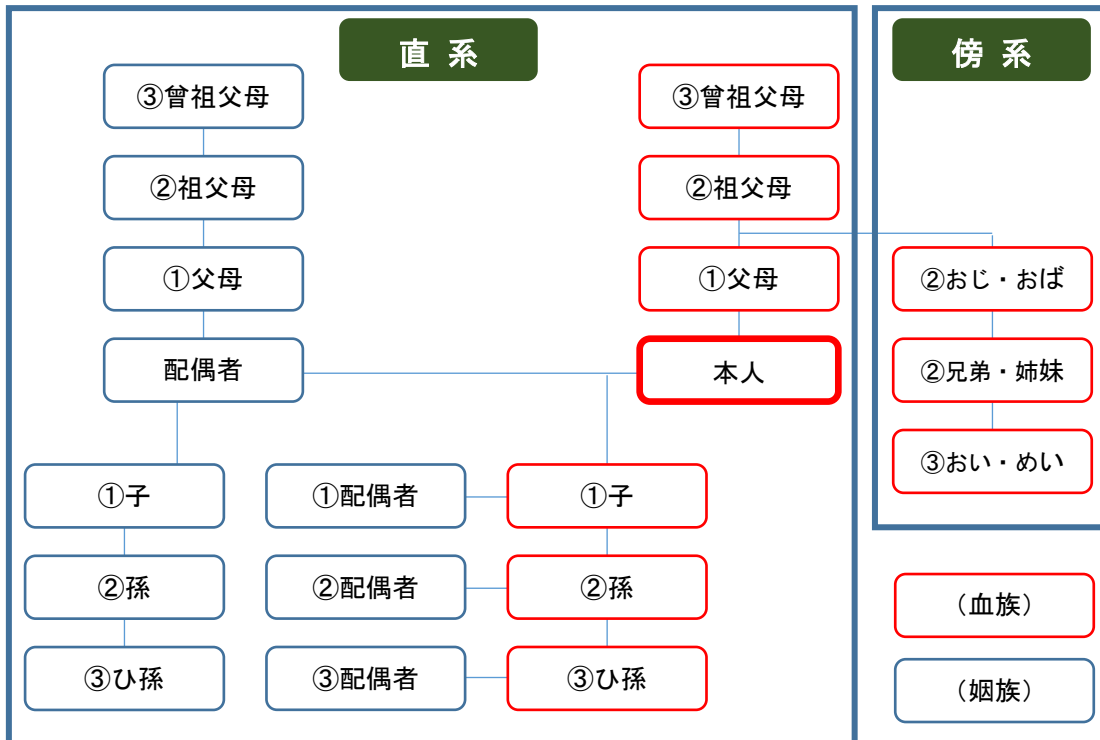 直 系
傍 系
③曾祖父母
③曾祖父母
②祖父母
②祖父母
①父母
①父母
②おじ・おば
配偶者
本人
②兄弟・姉妹
③おい・めい
①子
①配偶者
①子
②孫
②配偶者
②孫
（血族）
③ひ孫
③配偶者
③ひ孫
（姻族）